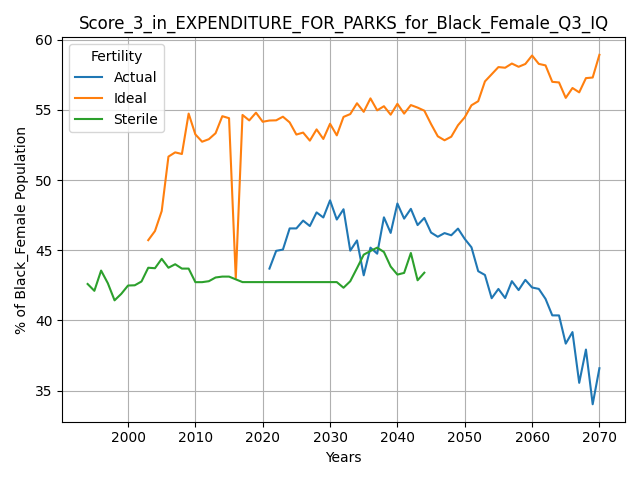 Score_3_in_EXPENDITURE_FOR_PARKS_for_Black_Female_Q3_IQ
Fertility
Actual
Ideal
Sterile
% of Black_Female Population
60
55
50
45
40
35
2000
2010
2020
2030
2040
2050
2060
2070
Years